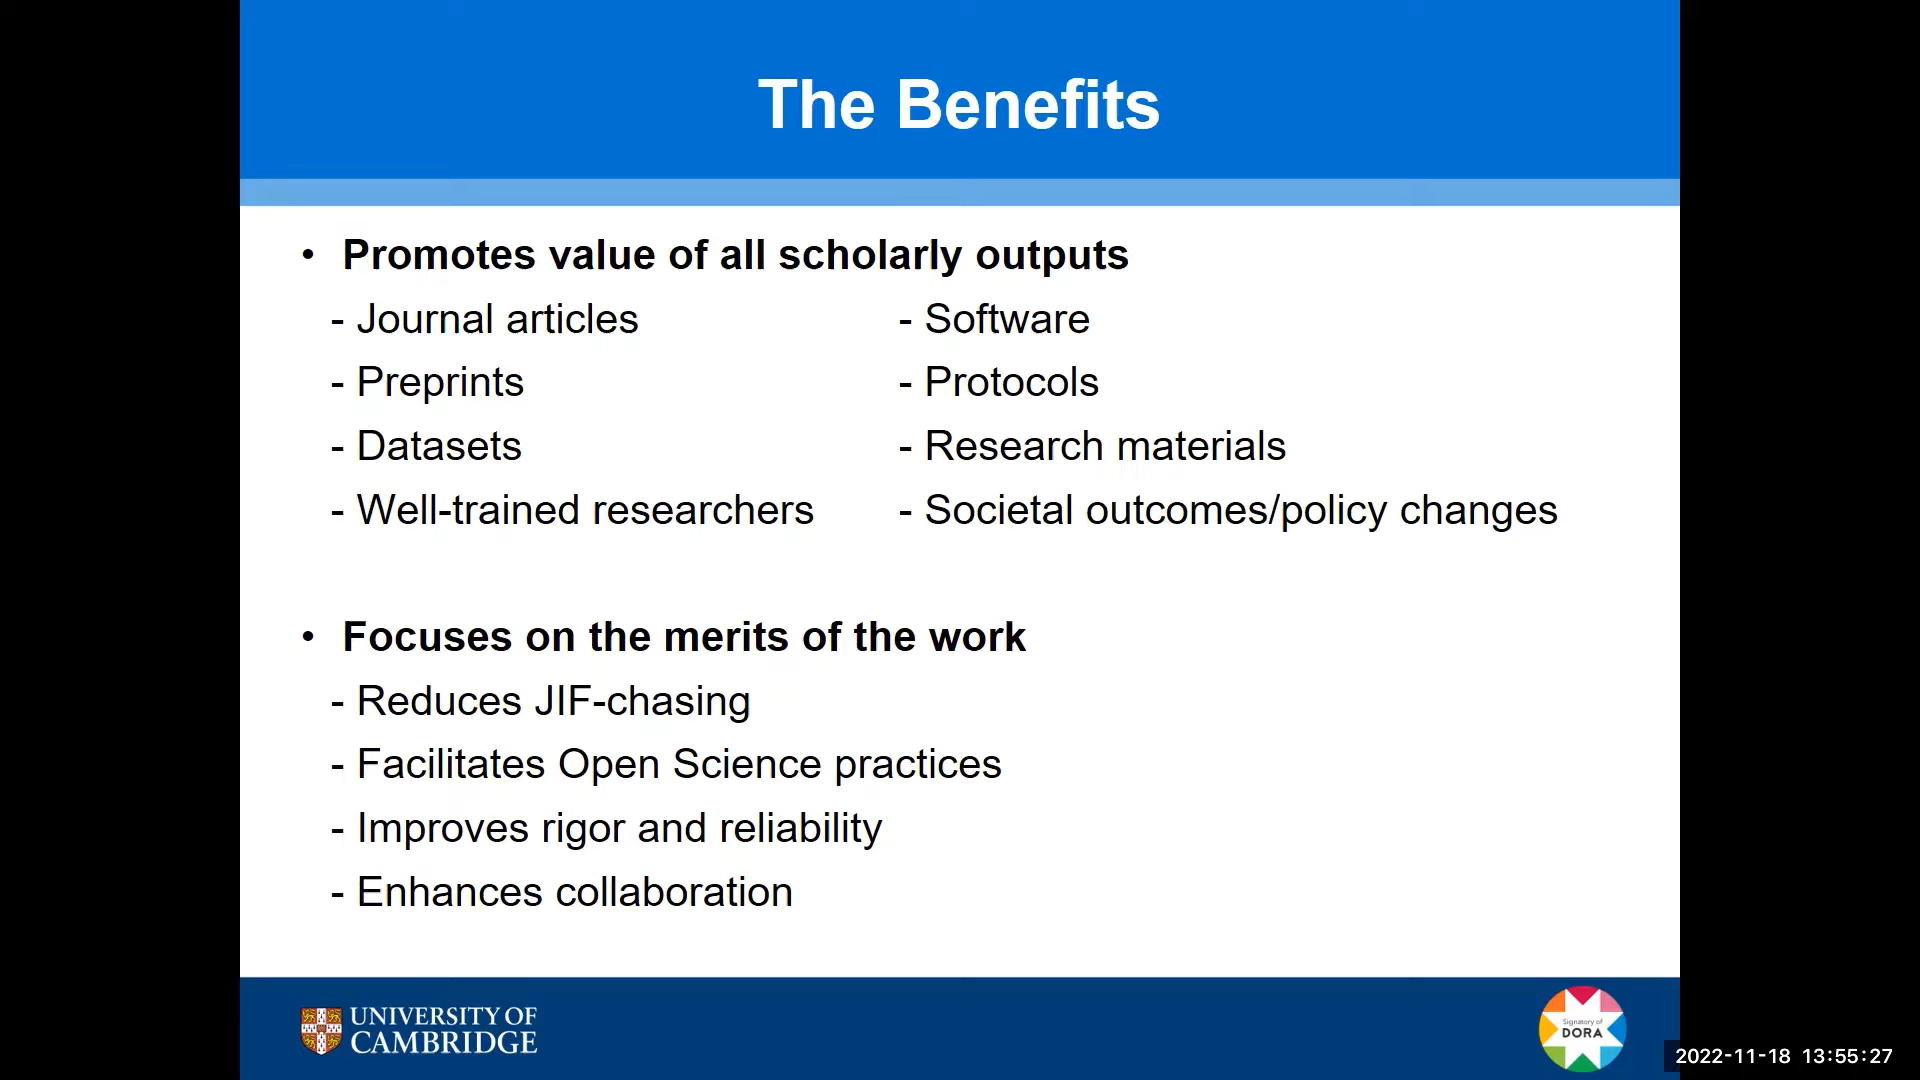 The Benefits
• Promotes value of all scholarly outputs
- Journal articles
- Preprints
- Datasets
- Well-trained researchers
- Software
- Protocols
- Research materials
- Societal outcomes/policy changes
• Focuses on the merits of the work
- Reduces JIF-chasing
- Facilitates Open Science practices
- Improves rigor and reliability
- Enhances collaboration
UNIVERSITY OF
CAMBRIDGE
Signatory of
DORA
2022-11-18 13:55:27